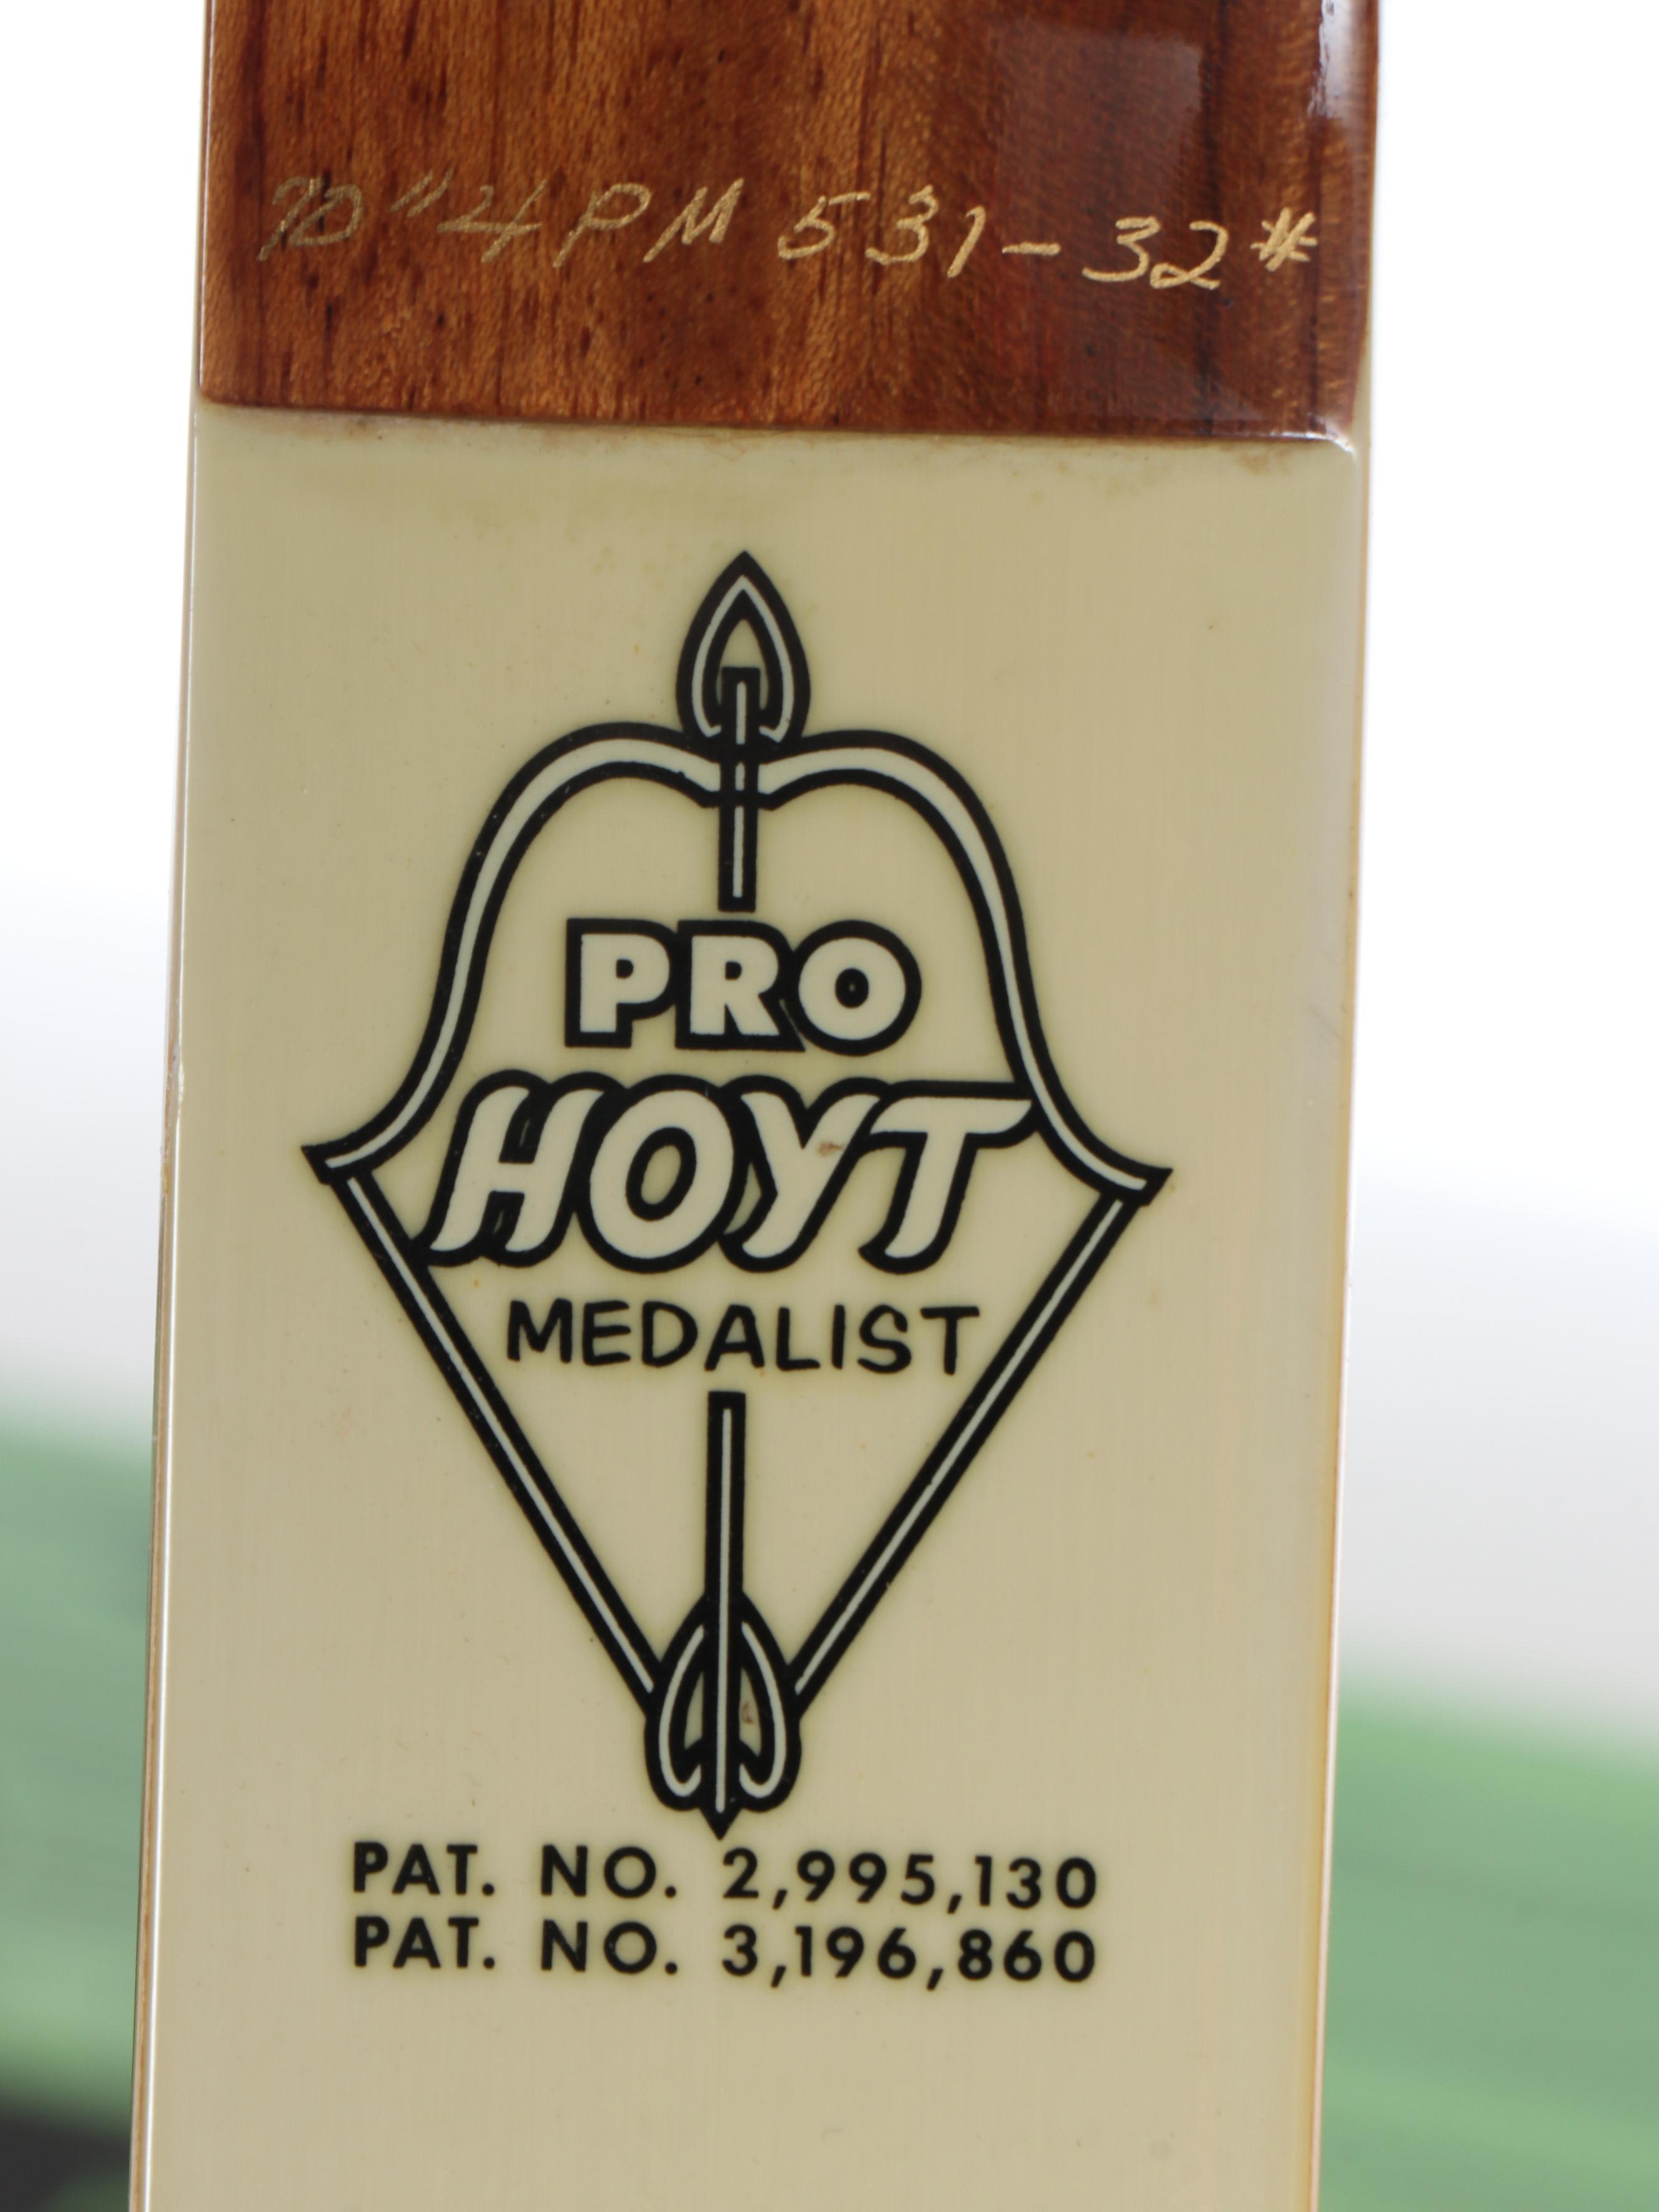 70" 4PM 531-32#
PRO
HOYT
MEDALIST
PAT. NO. 2,995,130
PAT. NO. 3,196,860